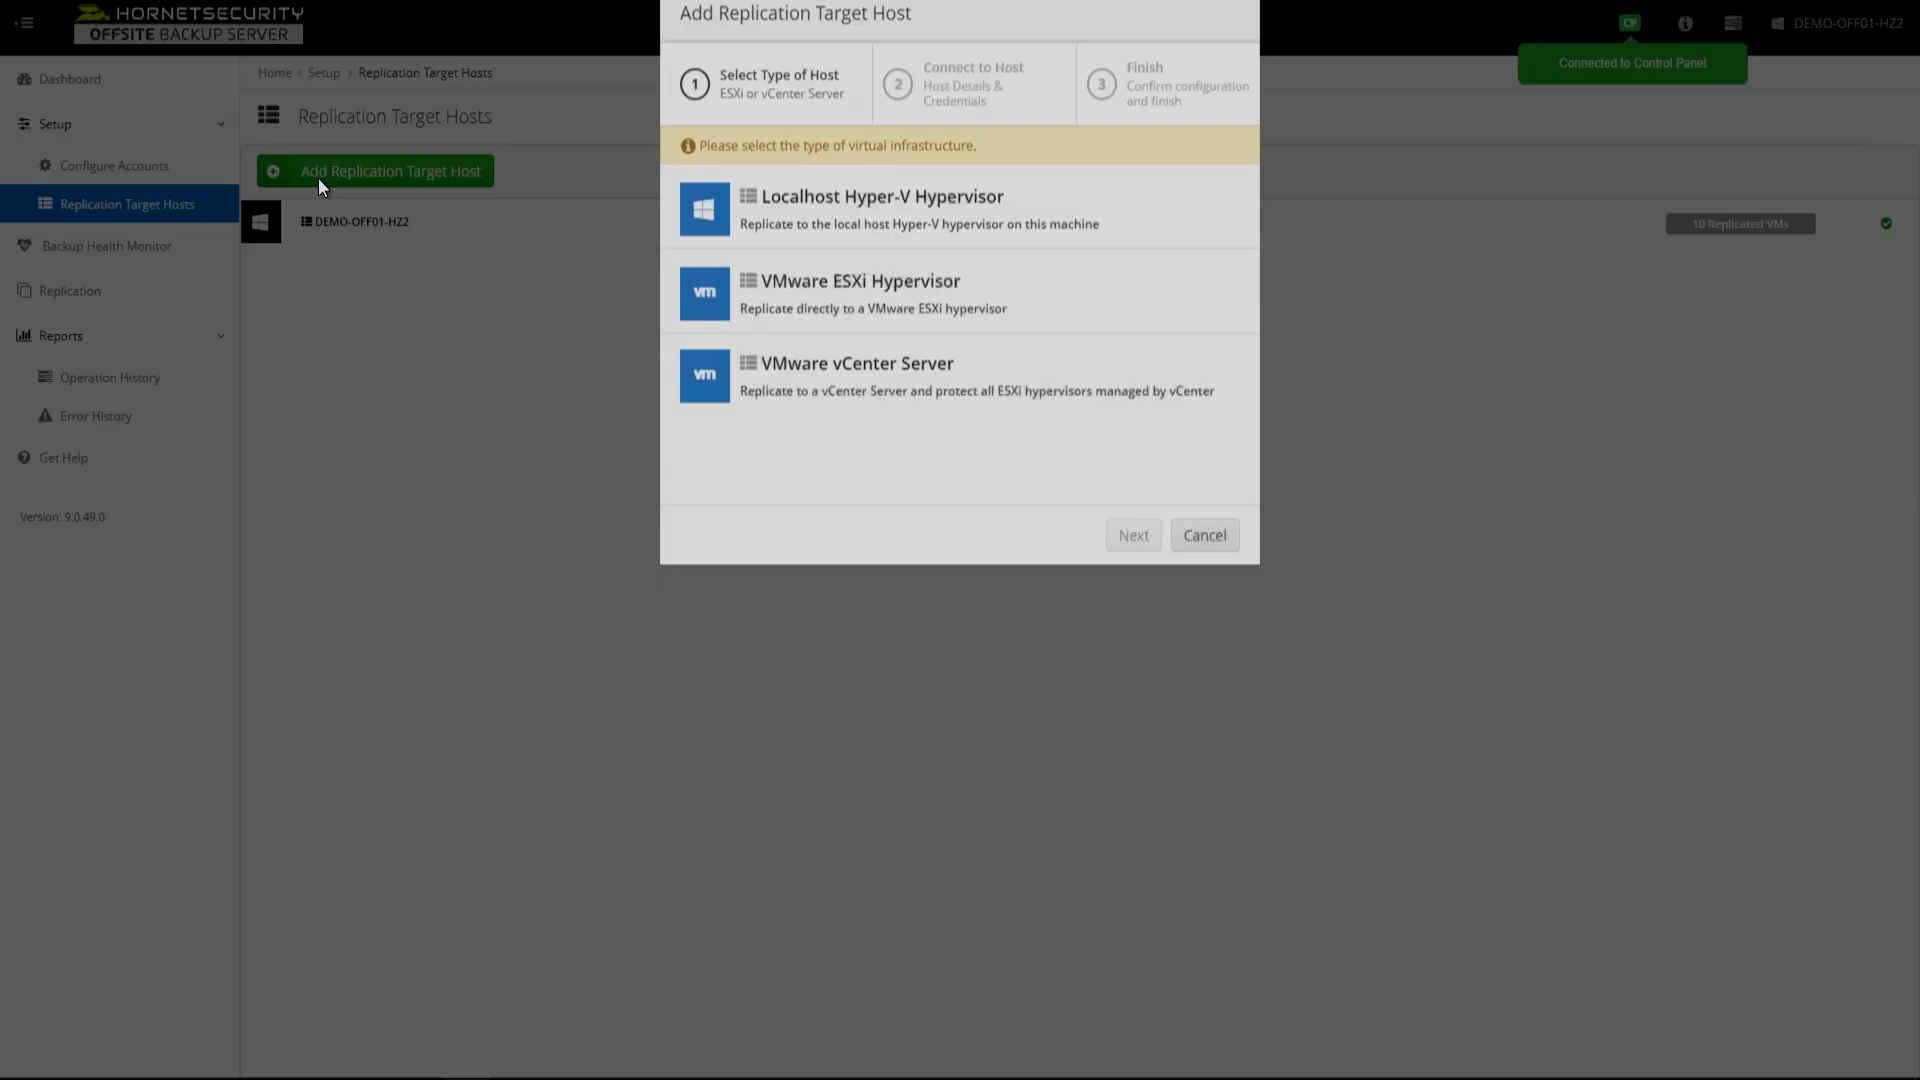 HORNETSECURITY
OFFSITE BACKUP SERVER
CP
DEMO-OFF01-HZ2
Connected to Control Panel
Dashboard
Setup
Configure Accounts
Replication Target Hosts
Backup Health Monitor
Replication
Reports
Operation History
Error History
Get Help
Version: 9.0.49.0
Home › Setup › Replication Target Hosts
Replication Target Hosts
Add Replication Target Host
DEMO-OFF01-HZ2
10 Replicated VMs
Add Replication Target Host
1
Select Type of Host
ESXi or vCenter Server
2
Connect to Host
Host Details &
Credentials
3
Finish
Confirm configuration
and finish
Please select the type of virtual infrastructure.
Localhost Hyper-V Hypervisor
Replicate to the local host Hyper-V hypervisor on this machine
vm
VMware ESXi Hypervisor
Replicate directly to a VMware ESXi hypervisor
vm
VMware vCenter Server
Replicate to a vCenter Server and protect all ESXi hypervisors managed by vCenter
Next
Cancel